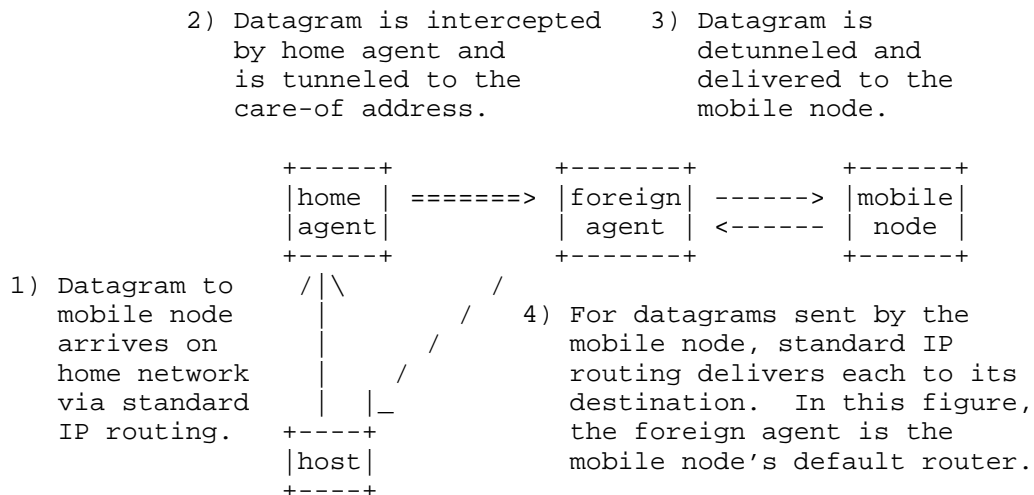 2) Datagram is intercepted   3) Datagram is
by home agent and   detunneled and
is tunneled to the   delivered to the
care-of address.   mobile node.
+-----+          +-------+          +------+
|home | =======> |foreign| ------> |mobile|
|agent|          | agent | <------ | node |
+-----+          +-------+          +------+
1) Datagram to    /|\         /
mobile node      |        /   4) For datagrams sent by the
arrives on       |      /        mobile node, standard IP
home network     |    /          routing delivers each to its
via standard     |  |_           destination.  In this figure,
IP routing.   +----+             the foreign agent is the
|host|             mobile node's default router.
+----+